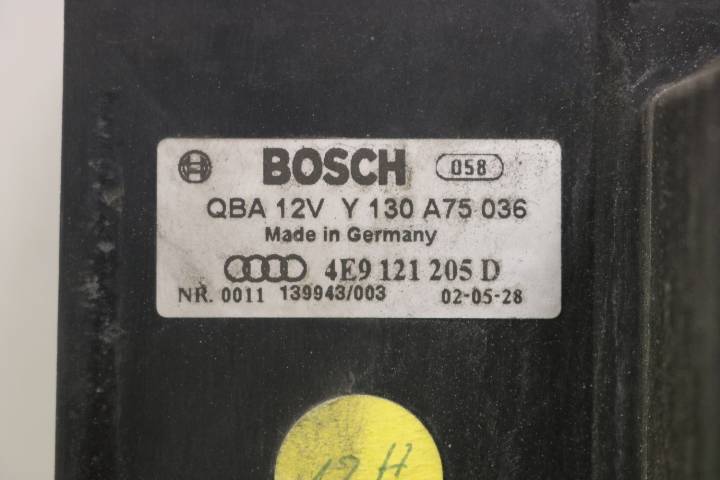 BOSCH 058
QBA 12V Y 130 A75 036
Made in Germany
4E9 121 205 D
NR. 0011 139943/003 02-05-28